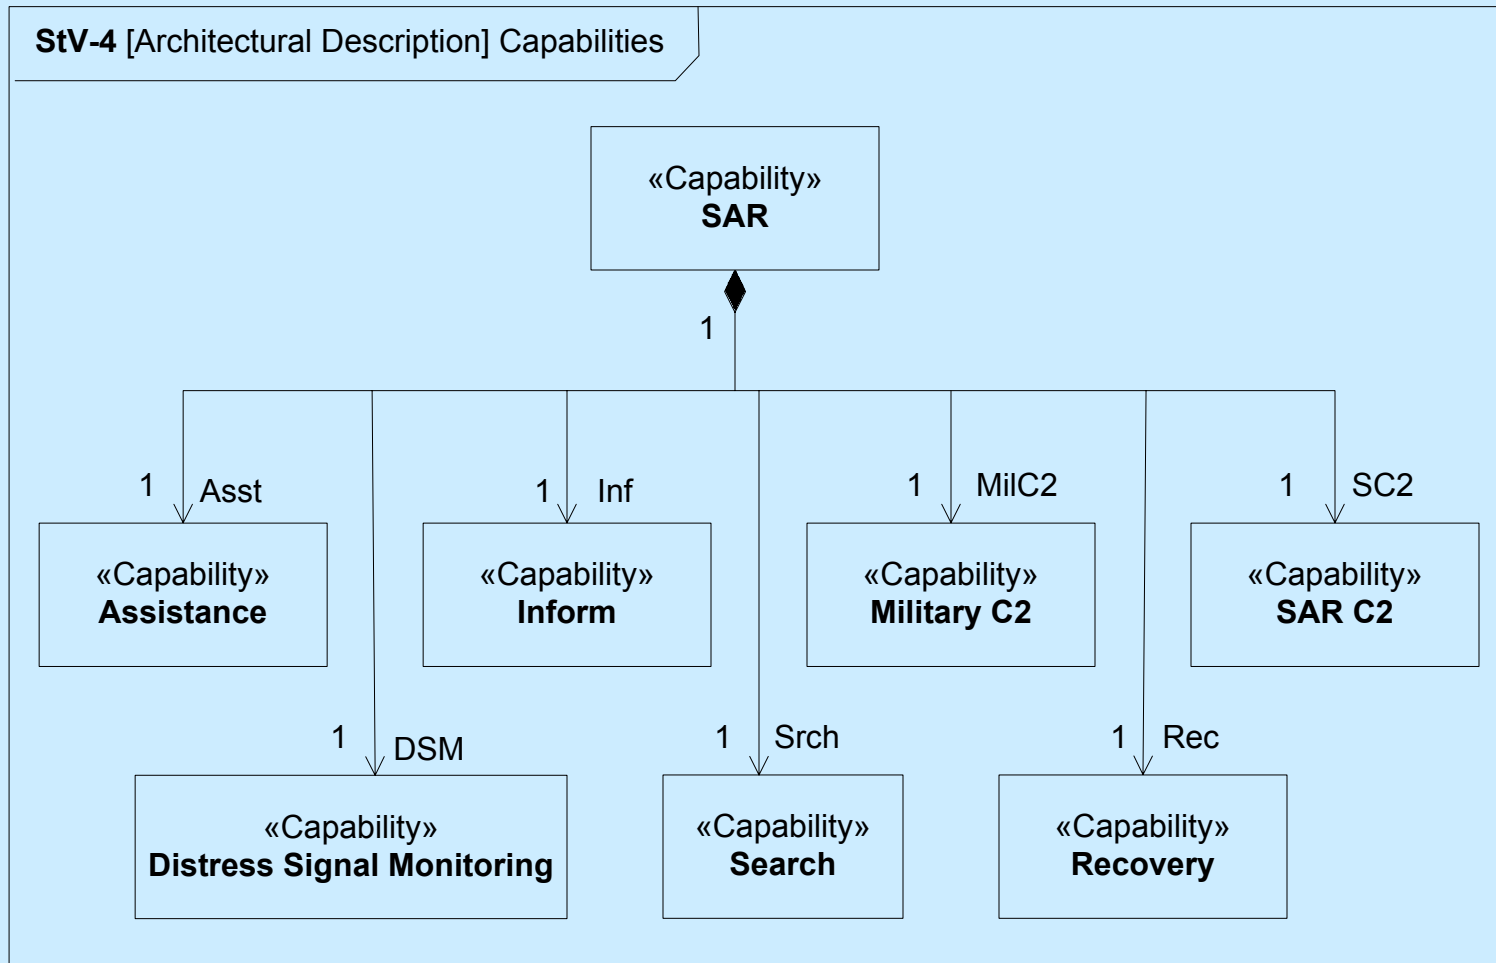 StV-4 [Architectural Description] Capabilities
«Capability»
SAR
1
1 Asst
1 Inf
1 MilC2
1 SC2
«Capability»
Assistance
«Capability»
Inform
«Capability»
Military C2
«Capability»
SAR C2
1 DSM
1 Srch
1 Rec
«Capability»
Distress Signal Monitoring
«Capability»
Search
«Capability»
Recovery